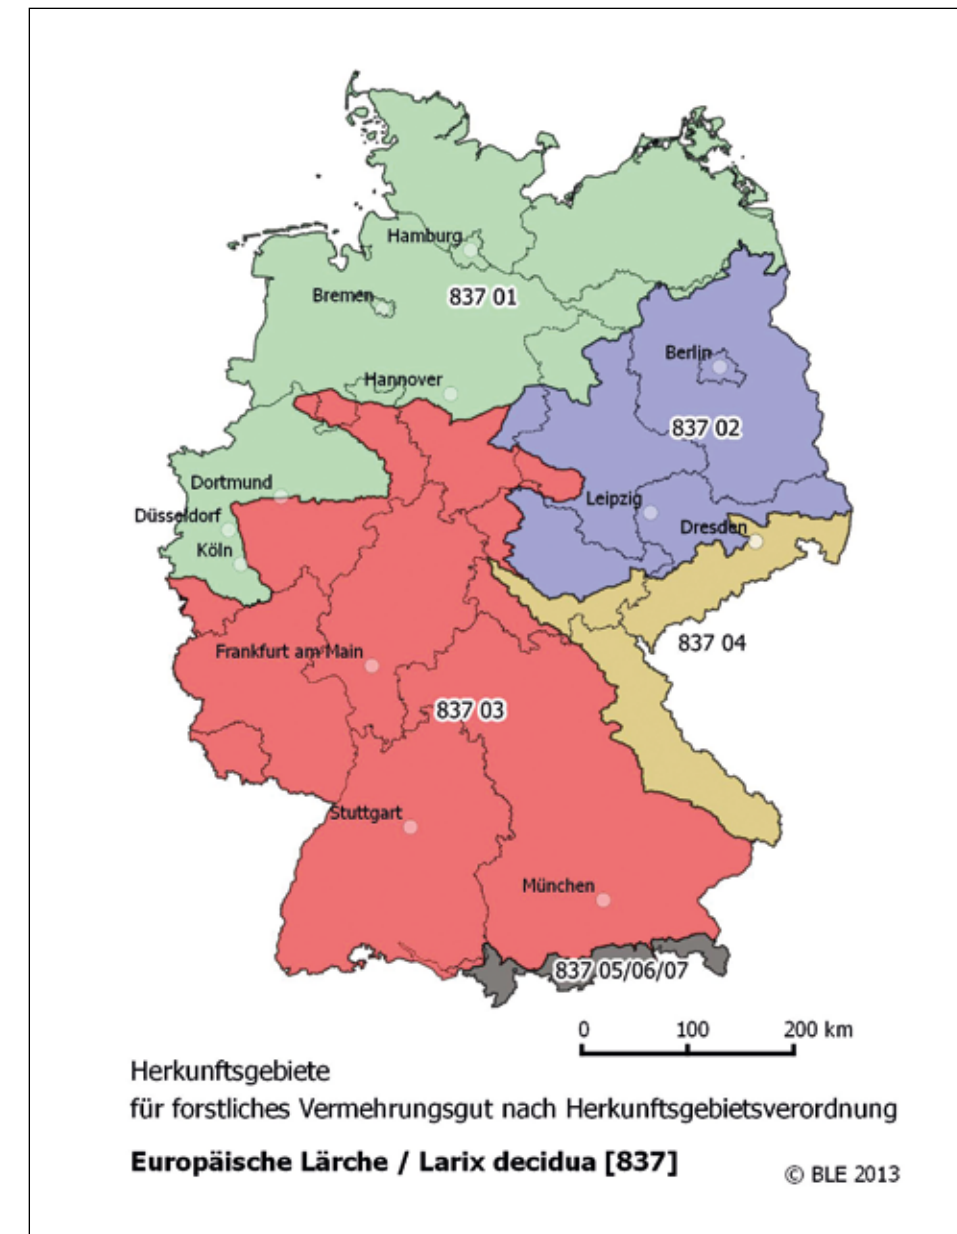 Hamburg
Bremen
837 01
Berlin
Hannover
837 02
Dortmund
Leipzig
Düsseldorf
Dresden
Köln
837 04
Frankfurt am Main
837 03
Stuttgart
München
837 05/06/07
0 100 200 km
Herkunftsgebiete
für forstliches Vermehrungsgut nach Herkunftsgebietsverordnung
Europäische Lärche / Larix decidua [837]
© BLE 2013